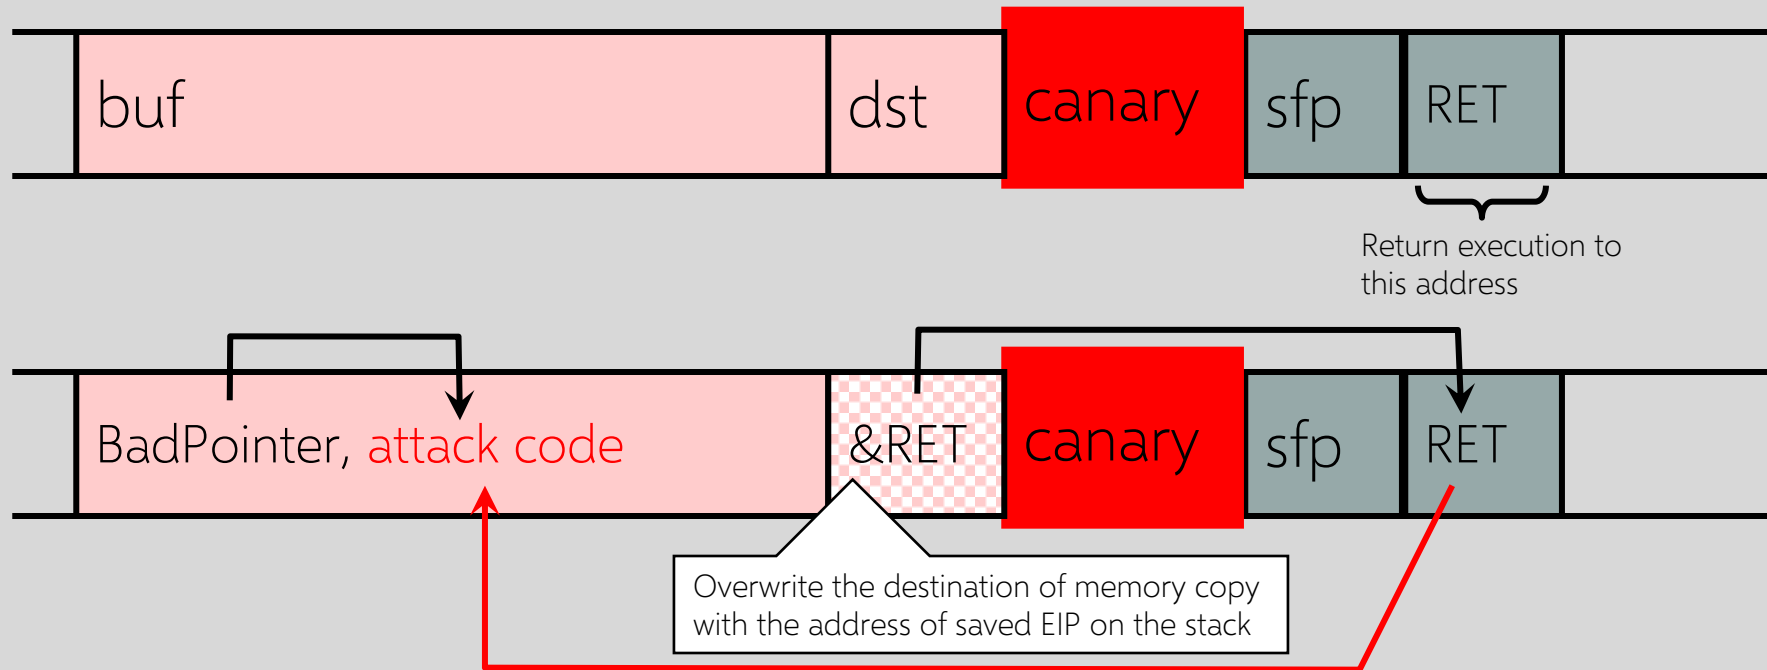 buf
dst
canary
sfp
RET
Return execution to
this address
BadPointer, attack code
&RET
canary
sfp
RET
Overwrite the destination of memory copy
with the address of saved EIP on the stack